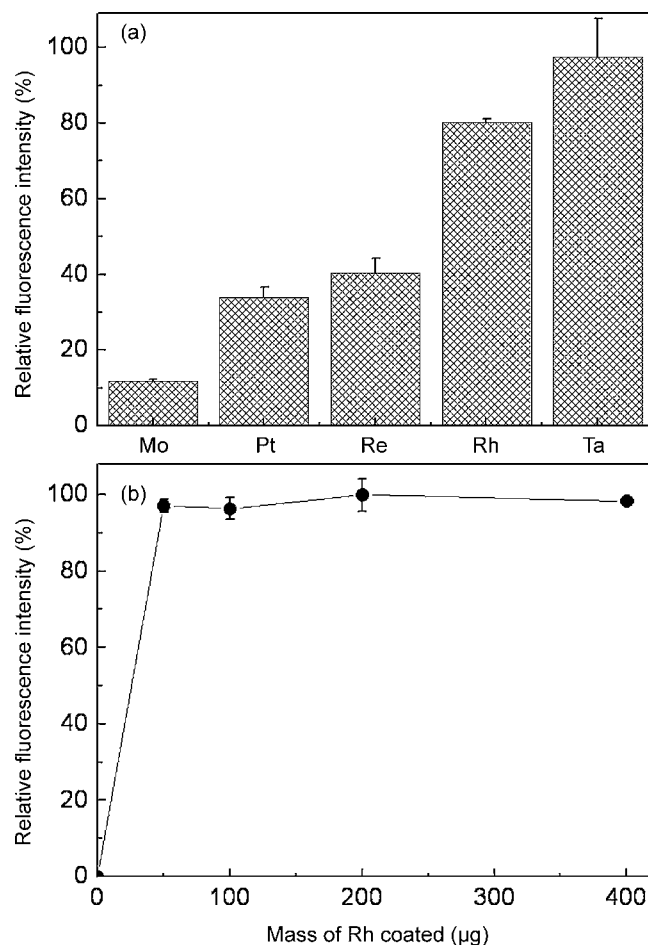 (a)
Relative fluorescence intensity (%)
100
80
60
40
20
0
Mo Pt Re Rh Ta
(b)
Relative fluorescence intensity (%)
100
80
60
40
20
0
0 100 200 300 400
Mass of Rh coated (µg)